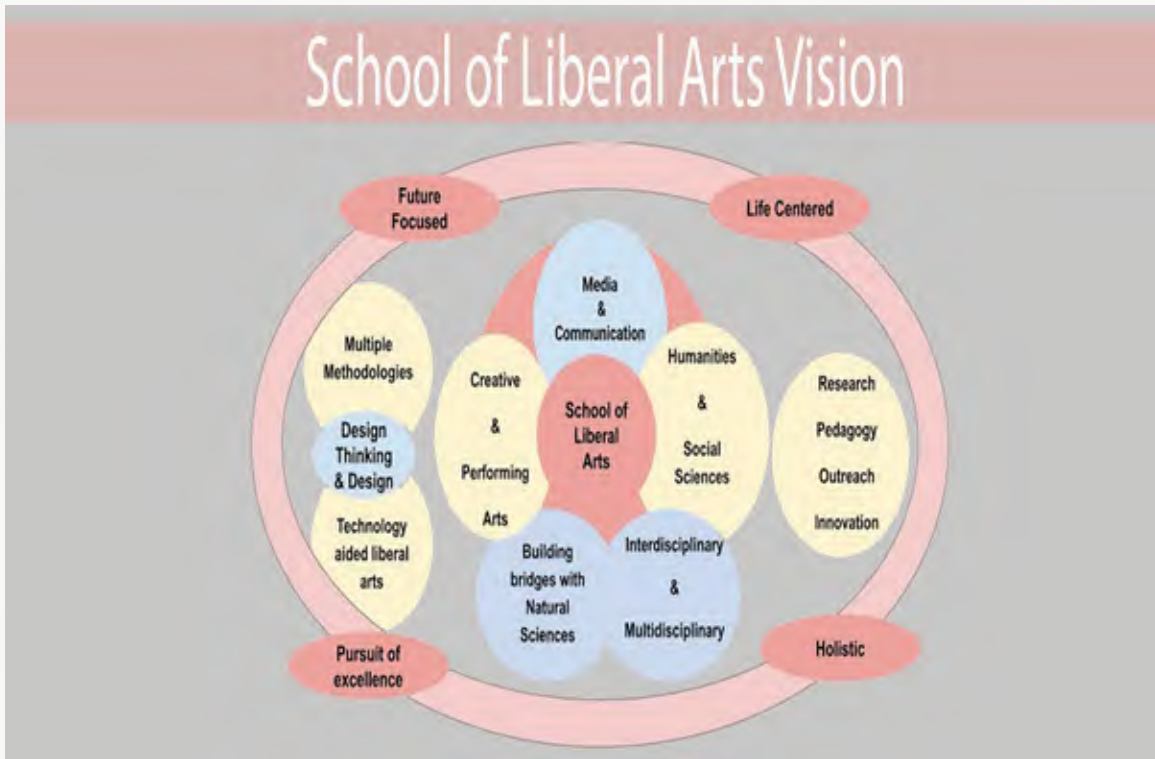 School of Liberal Arts Vision
Future
Focused
Life Centered
Media
&
Communication
Multiple
Methodologies
Design
Thinking
& Design
Technology
aided liberal
arts
Creative
&
Performing
Arts
School of
Liberal
Arts
Humanities
&
Social
Sciences
Research
Pedagogy
Outreach
Innovation
Building
bridges with
Natural
Sciences
Interdisciplinary
&
Multidisciplinary
Pursuit of
excellence
Holistic